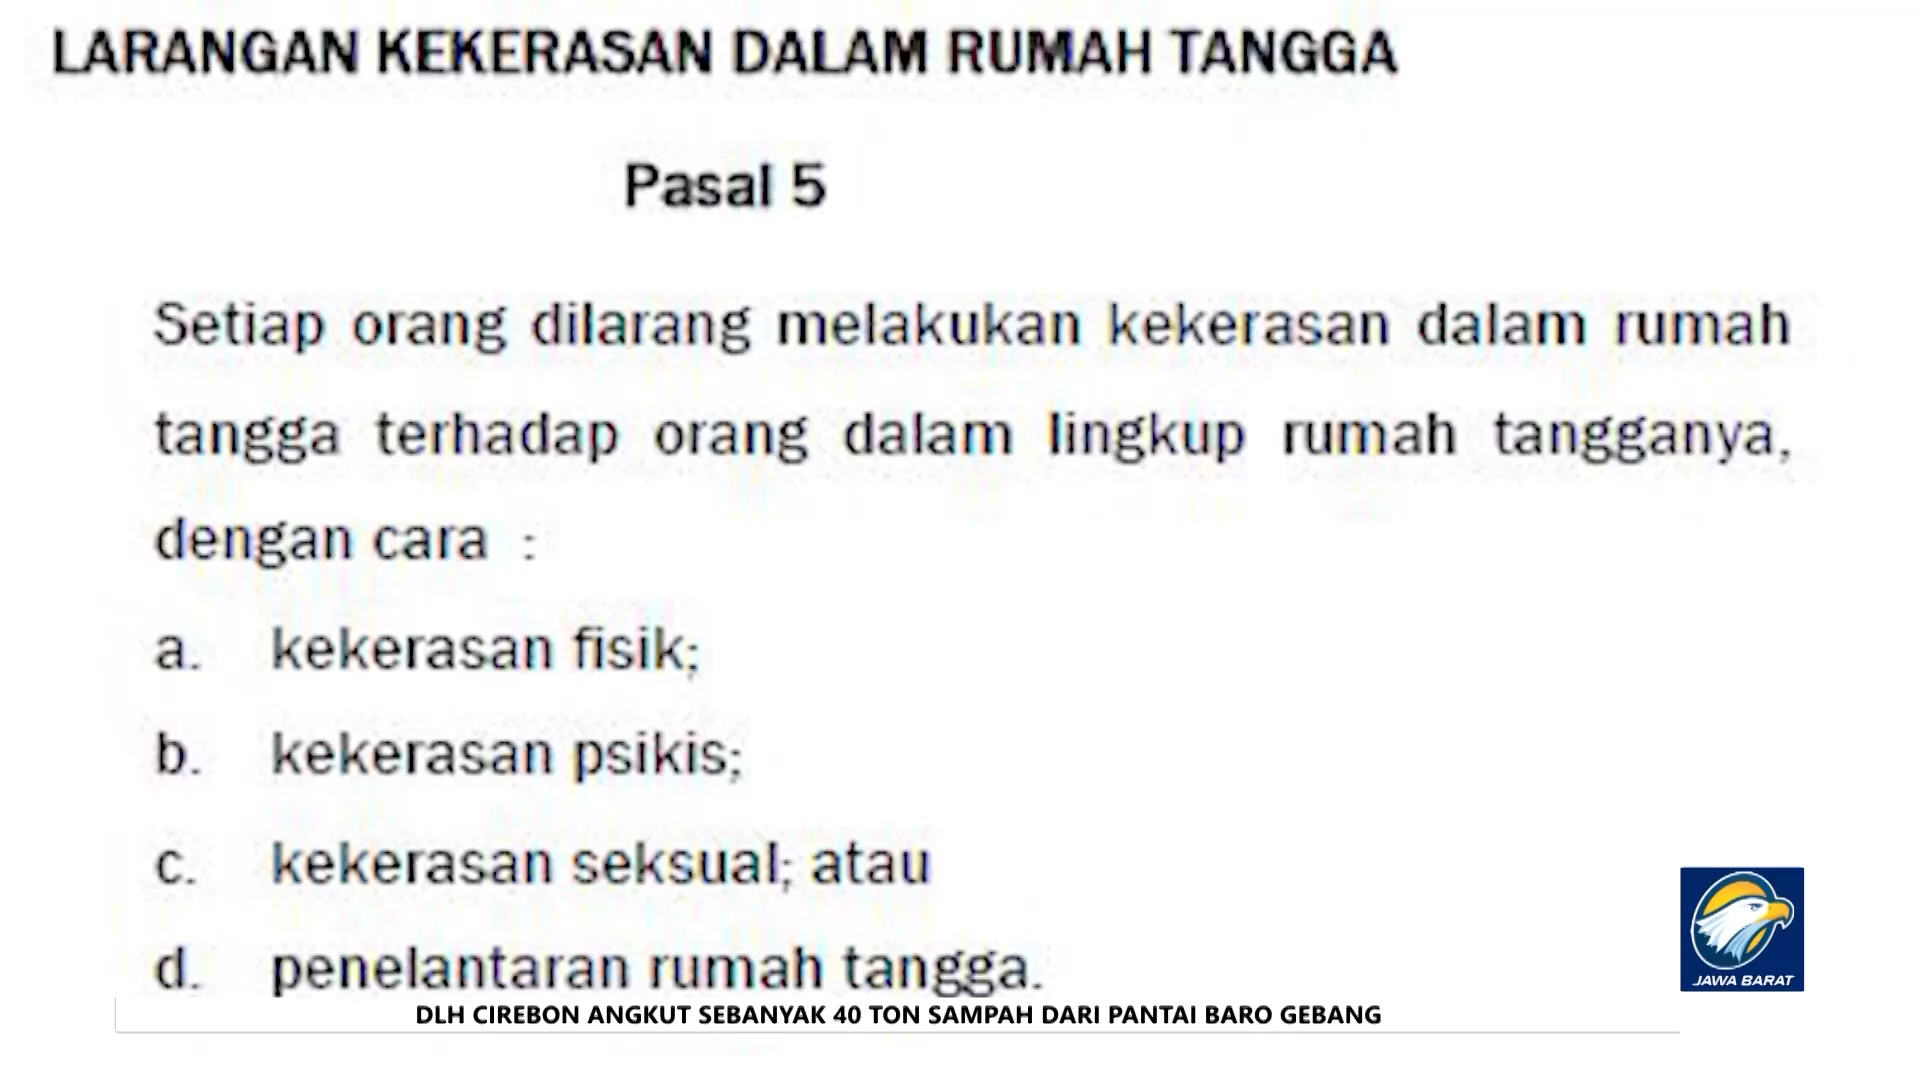 LARANGAN KEKERASAN DALAM RUMAH TANGGA
Pasal 5
Setiap orang dilarang melakukan kekerasan dalam rumah
tangga terhadap orang dalam lingkup rumah tangganya,
dengan cara :
a. kekerasan fisik;
b. kekerasan psikis;
c. kekerasan seksual; atau
d. penelantaran rumah tangga.
JAWA BARAT
DLH CIREBON ANGKUT SEBANYAK 40 TON SAMPAH DARI PANTAI BARO GEBANG